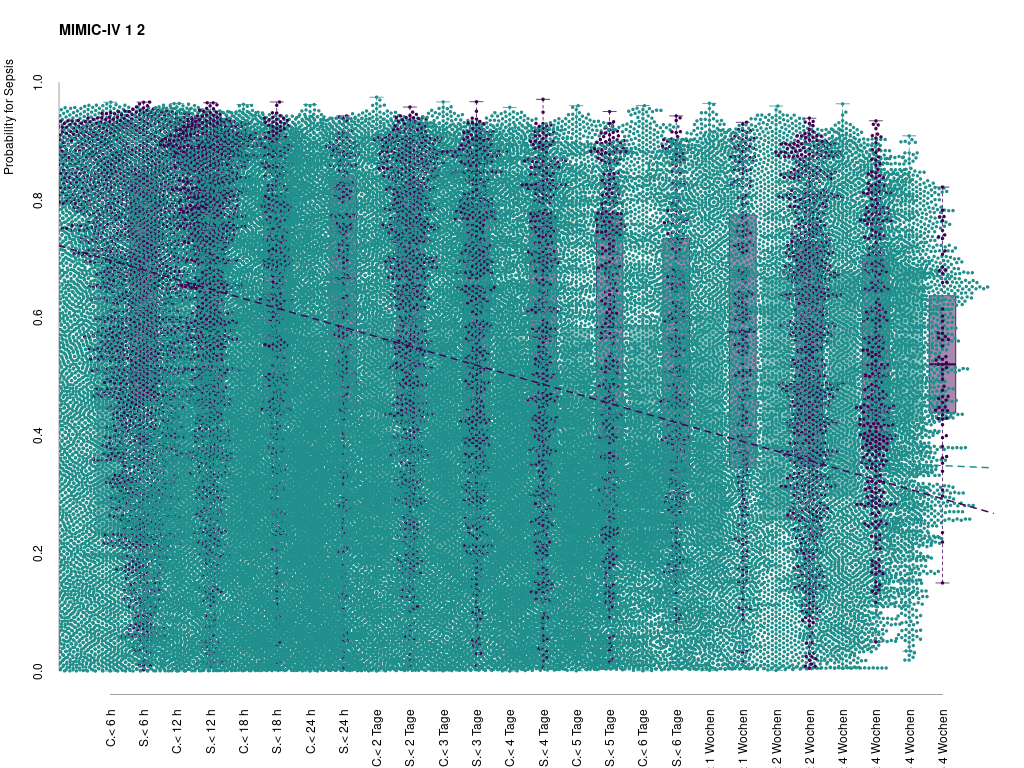 MIMIC-IV 1 2
Probability for Sepsis
1.0
0.8
0.6
0.4
0.2
0.0
C.< 6 h
S.< 6 h
C.< 12 h
S.< 12 h
C.< 18 h
S.< 18 h
C.< 24 h
S.< 24 h
C.< 2 Tage
S.< 2 Tage
C.< 3 Tage
S.< 3 Tage
C.< 4 Tage
S.< 4 Tage
C.< 5 Tage
S.< 5 Tage
C.< 6 Tage
S.< 6 Tage
1 Wochen
1 Wochen
2 Wochen
2 Wochen
4 Wochen
4 Wochen
4 Wochen
4 Wochen